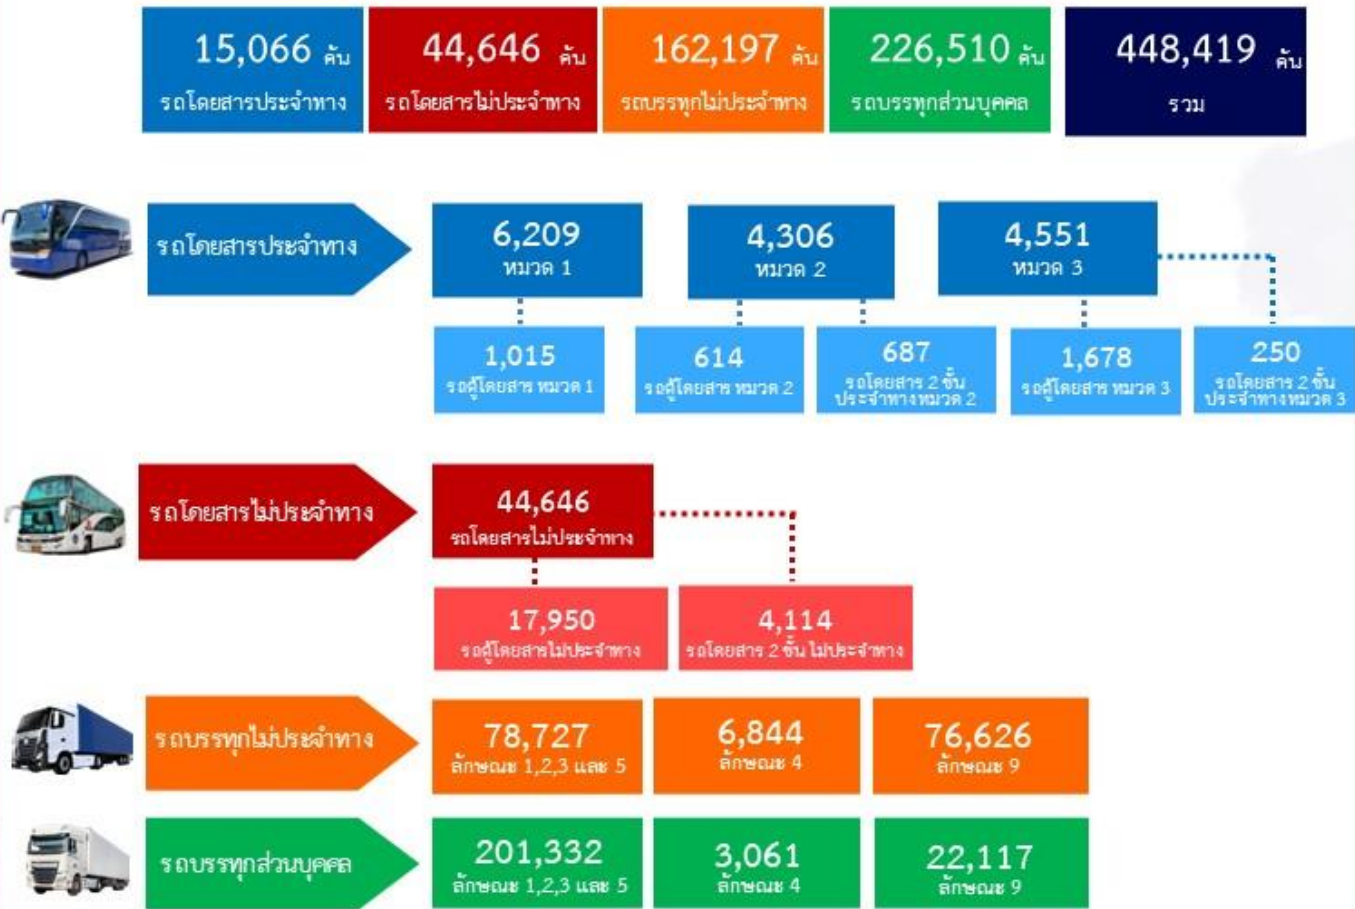 15,066 คัน
รถโดยสารประจำทาง
44,646 คัน
รถโดยสารไม่ประจำทาง
162,197 คัน
รถบรรทุกไม่ประจำทาง
226,510 คัน
รถบรรทุกส่วนบุคคล
448,419 คัน
รวม
รถโดยสารประจำทาง
6,209
หมวด 1
4,306
หมวด 2
4,551
หมวด 3
1,015
รถตู้โดยสาร หมวด 1
614
รถตู้โดยสาร หมวด 2
687
รถโดยสาร 2 ชั้น
ประจำทางหมวด 2
1,678
รถตู้โดยสาร หมวด 3
250
รถโดยสาร 2 ชั้น
ประจำทางหมวด 3
รถโดยสารไม่ประจำทาง
44,646
รถโดยสารไม่ประจำทาง
17,950
รถตู้โดยสารไม่ประจำทาง
4,114
รถโดยสาร 2 ชั้น ไม่ประจำทาง
รถบรรทุกไม่ประจำทาง
78,727
ลักษณะ 1,2,3 และ 5
6,844
ลักษณะ 4
76,626
ลักษณะ 9
รถบรรทุกส่วนบุคคล
201,332
ลักษณะ 1,2,3 และ 5
3,061
ลักษณะ 4
22,117
ลักษณะ 9